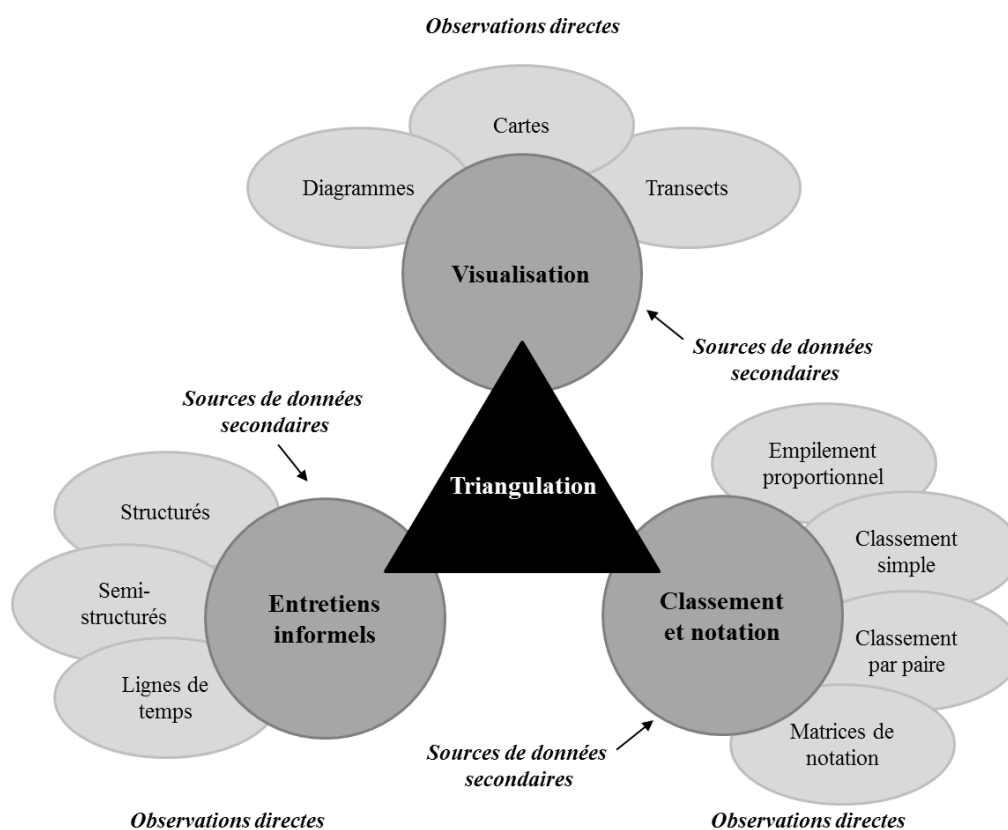 Observations directes
Cartes
Diagrammes
Transects
Visualisation
Sources de données
secondaires
Sources de données
secondaires
Triangulation
Empilement
proportionnel
Structurés
Classement
simple
Semi-
structurés
Entretiens
informels
Classement
et notation
Classement
par paire
Lignes de
temps
Matrices de
notation
Sources de données
secondaires
Observations directes
Observations directes